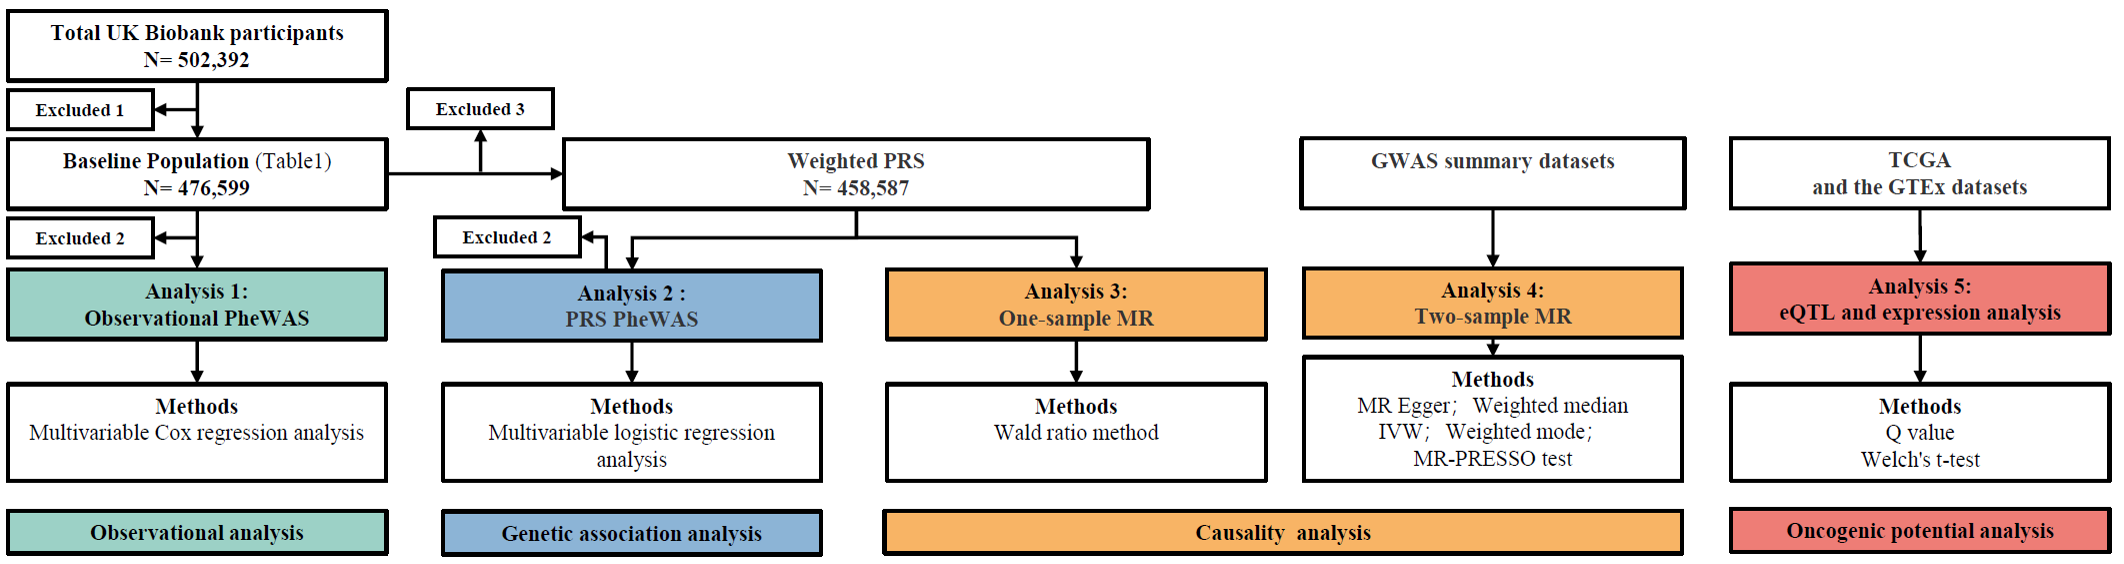 Total UK Biobank participants
N= 502,392
Excluded 1
Excluded 3
Baseline Population (Table1)
N= 476,599
Weighted PRS
N= 458,587
GWAS summary datasets
TCGA
and the GTEx datasets
Excluded 2
Excluded 2
Analysis 1:
Observational PheWAS
Analysis 2 :
PRS PheWAS
Analysis 3:
One-sample MR
Analysis 4:
Two-sample MR
Analysis 5:
eQTL and expression analysis
Methods
Multivariable Cox regression analysis
Methods
Multivariable logistic regression
analysis
Methods
Wald ratio method
Methods
MR Egger；Weighted median
IVW；Weighted mode；
MR-PRESSO test
Methods
Q value
Welch's t-test
Observational analysis
Genetic association analysis
Causality  analysis
Oncogenic potential analysis